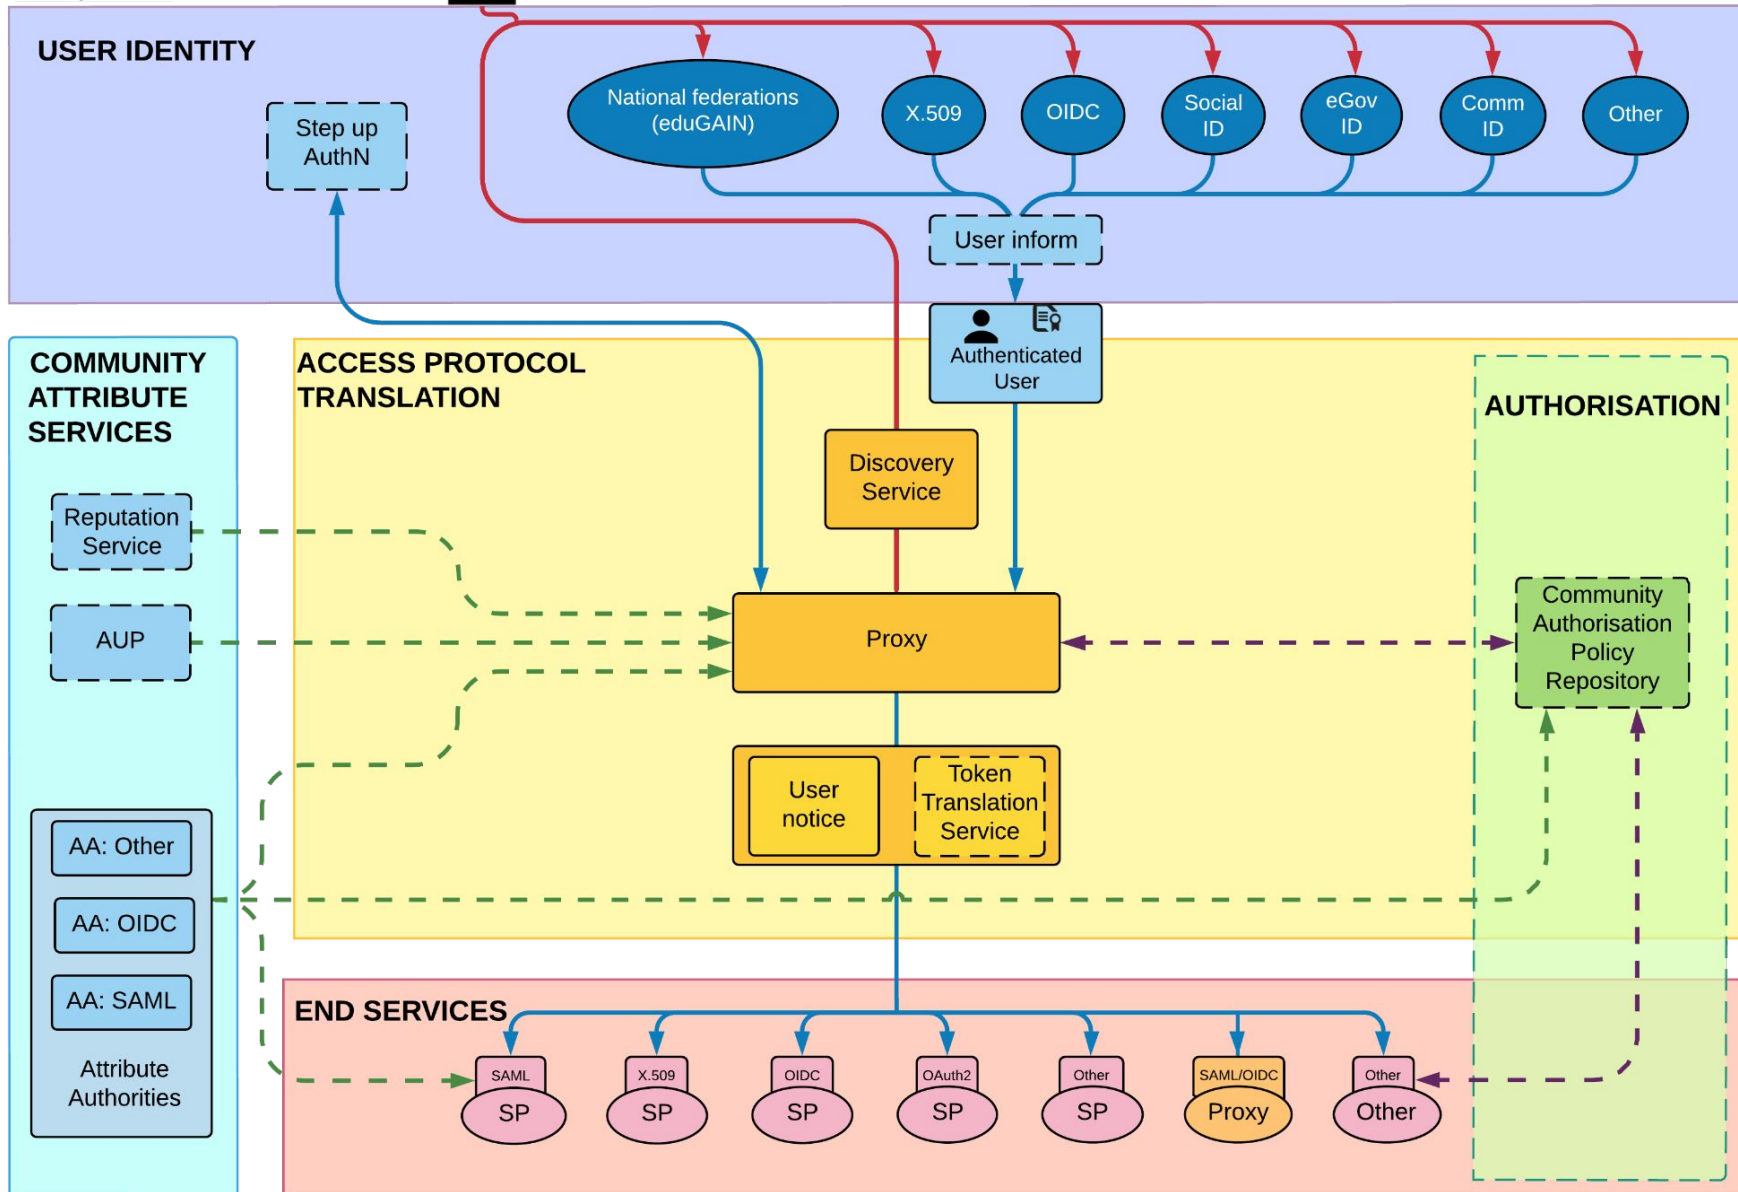 USER IDENTITY
National federations
(eduGAIN)
X.509
OIDC
Social
ID
eGov
ID
Comm
ID
Other
Step up
AuthN
User inform
Authenticated
User
COMMUNITY
ATTRIBUTE
SERVICES
ACCESS PROTOCOL
TRANSLATION
AUTHORISATION
Discovery
Service
Reputation
Service
AUP
Proxy
Community
Authorisation
Policy
Repository
User
notice
Token
Translation
Service
AA: Other
AA: OIDC
AA: SAML
Attribute
Authorities
END SERVICES
SAML
SP
X.509
SP
OIDC
SP
OAuth2
SP
Other
SP
SAML/OIDC
Proxy
Other
Other